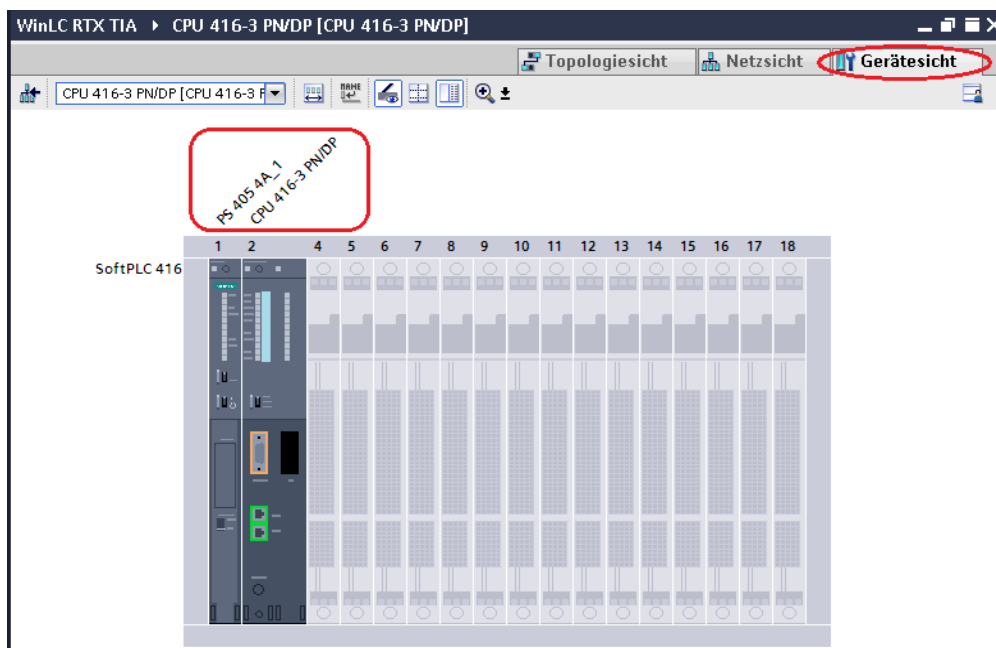 WinLC RTX TIA ▸ CPU 416-3 PN/DP [CPU 416-3 PN/DP]
Topologiesicht Netzsicht Gerätesicht
CPU 416-3 PN/DP [CPU 416-3 P
NAME
PS 405 4A_1
CPU 416-3 PN/DP
1 2 4 5 6 7 8 9 10 11 12 13 14 15 16 17 18
SoftPLC 416
SIEMENS